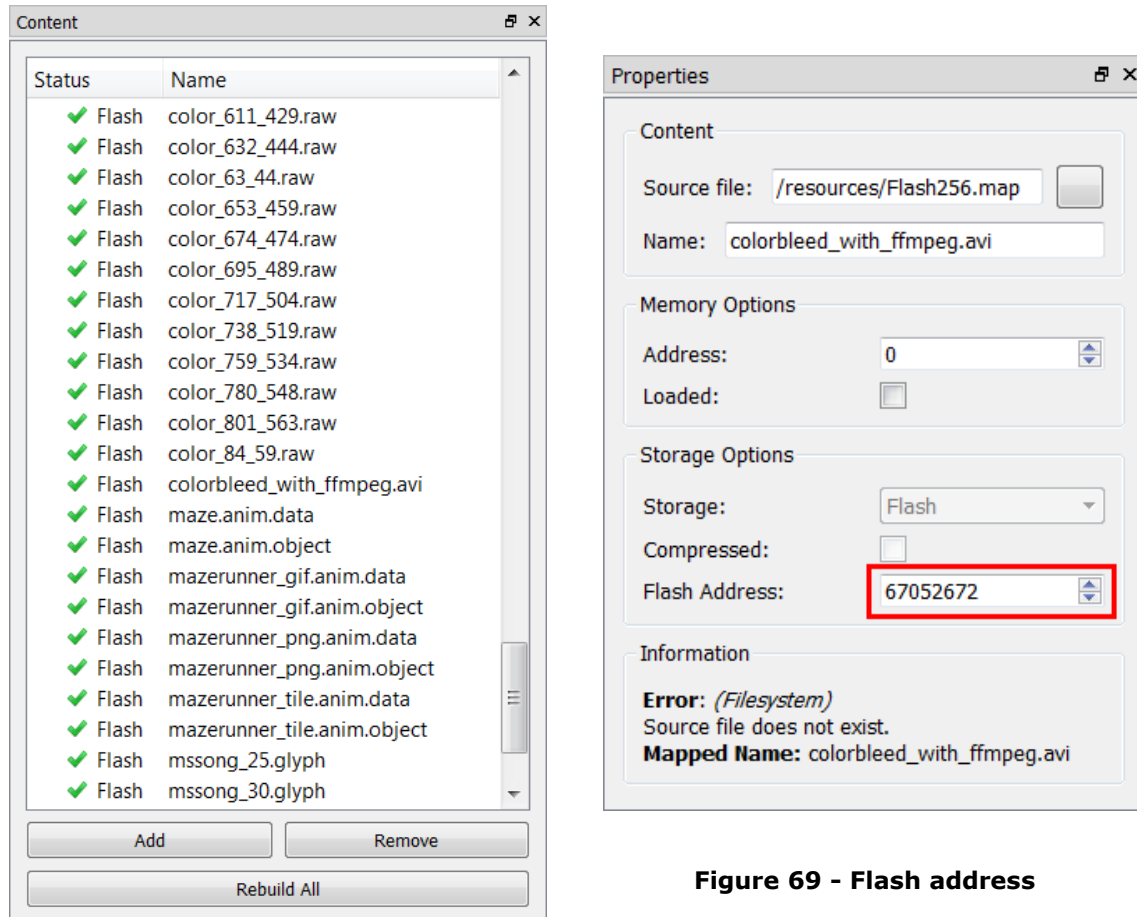 Content
Status Name
Flash color_611_429.raw
Flash color_632_444.raw
Flash color_63_44.raw
Flash color_653_459.raw
Flash color_674_474.raw
Flash color_695_489.raw
Flash color_717_504.raw
Flash color_738_519.raw
Flash color_759_534.raw
Flash color_780_548.raw
Flash color_801_563.raw
Flash color_84_59.raw
Flash colorbleed_with_ffmpeg.avi
Flash maze.anim.data
Flash maze.anim.object
Flash mazerunner_gif.anim.data
Flash mazerunner_gif.anim.object
Flash mazerunner_png.anim.data
Flash mazerunner_png.anim.object
Flash mazerunner_tile.anim.data
Flash mazerunner_tile.anim.object
Flash mssong_25.glyph
Flash mssong_30.glyph
Add Remove
Rebuild All
Properties
Content
Source file: /resources/Flash256.map
Name: colorbleed_with_ffmpeg.avi
Memory Options
Address: 0
Loaded:
Storage Options
Storage: Flash
Compressed:
Flash Address: 67052672
Information
Error: (Filesystem)
Source file does not exist.
Mapped Name: colorbleed_with_ffmpeg.avi
Figure 69 - Flash address